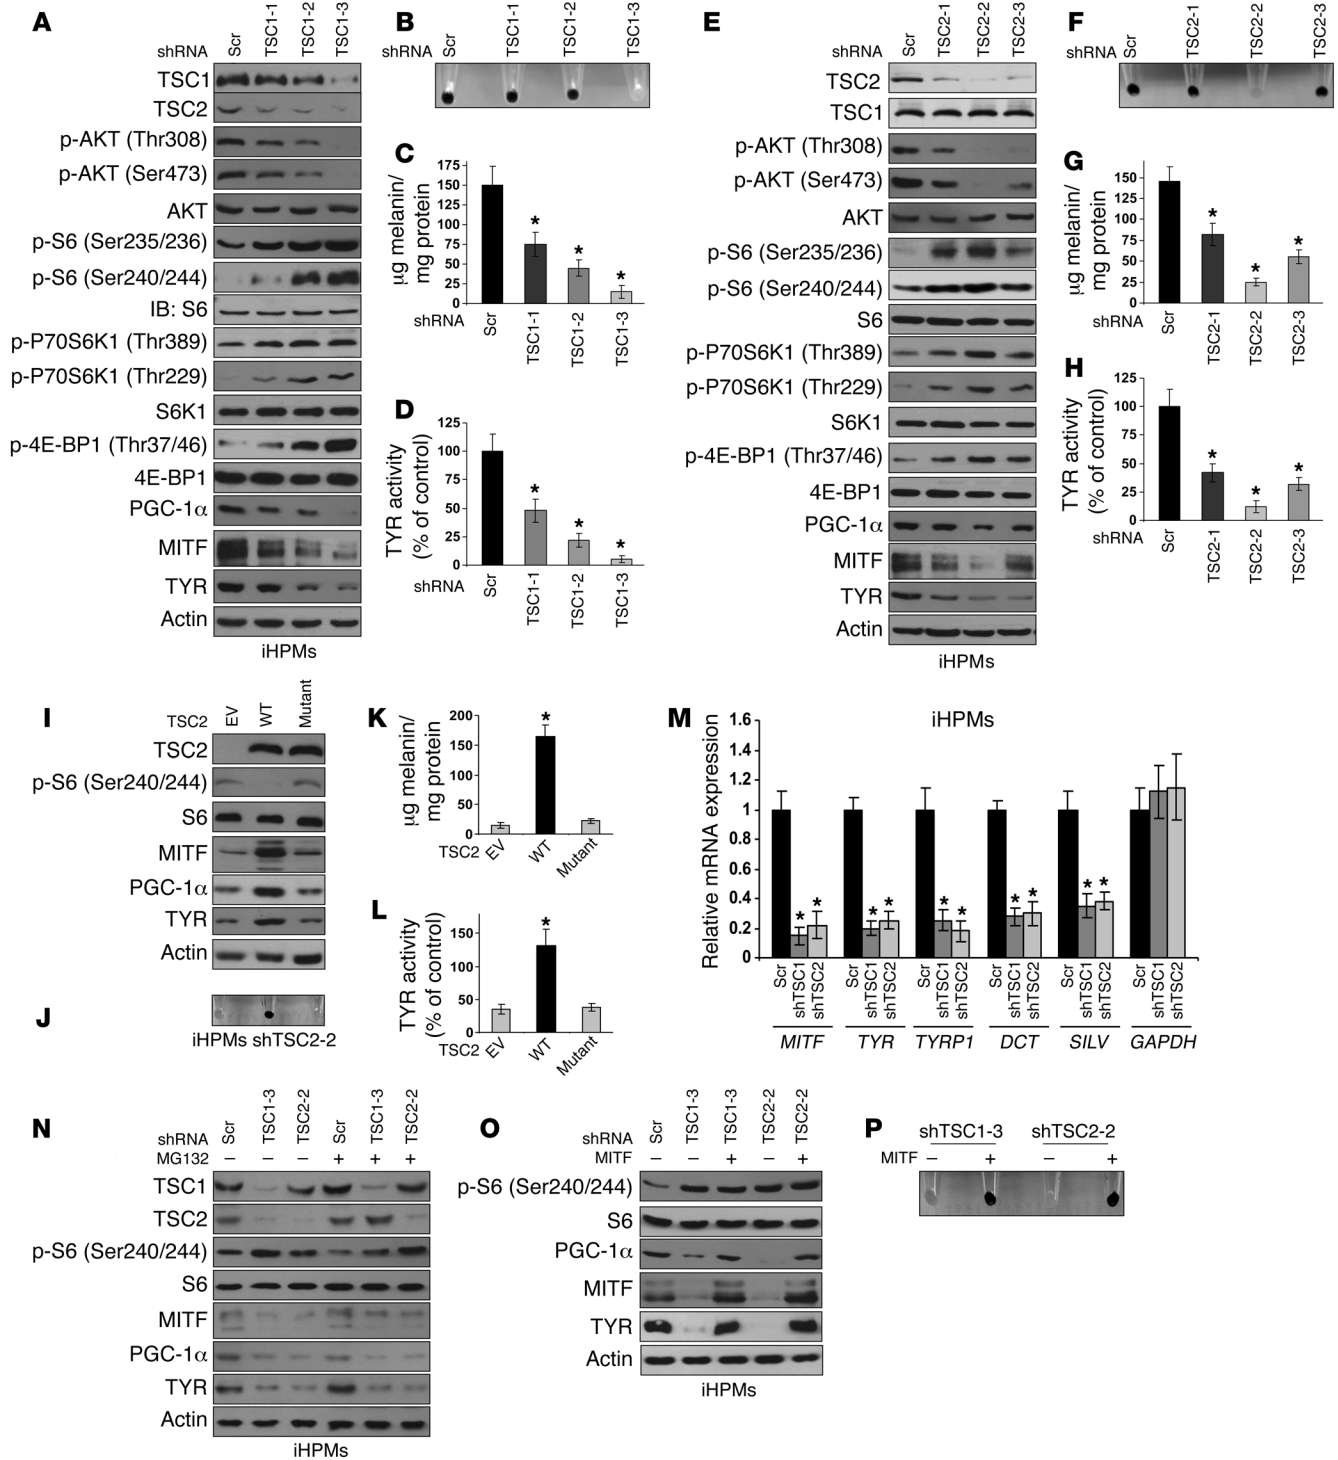 A
shRNA
Scr
TSC1-1
TSC1-2
TSC1-3
TSC1
TSC2
p-AKT (Thr308)
p-AKT (Ser473)
AKT
p-S6 (Ser235/236)
p-S6 (Ser240/244)
IB: S6
p-P70S6K1 (Thr389)
p-P70S6K1 (Thr229)
S6K1
p-4E-BP1 (Thr37/46)
4E-BP1
PGC-1α
MITF
TYR
Actin
iHPMs
B
shRNA
Scr
TSC1-1
TSC1-2
TSC1-3
C
µg melanin/
mg protein
175
150
125
100
75
50
25
0
*
*
*
shRNA
Scr
TSC1-1
TSC1-2
TSC1-3
D
TYR activity
(% of control)
125
100
75
50
25
0
*
*
*
shRNA
Scr
TSC1-1
TSC1-2
TSC1-3
E
shRNA
Scr
TSC2-1
TSC2-2
TSC2-3
TSC2
TSC1
p-AKT (Thr308)
p-AKT (Ser473)
AKT
p-S6 (Ser235/236)
p-S6 (Ser240/244)
S6
p-P70S6K1 (Thr389)
p-P70S6K1 (Thr229)
S6K1
p-4E-BP1 (Thr37/46)
4E-BP1
PGC-1α
MITF
TYR
Actin
iHPMs
F
shRNA
Scr
TSC2-1
TSC2-2
TSC2-3
G
µg melanin/
mg protein
150
125
100
75
50
25
0
*
*
*
shRNA
Scr
TSC2-1
TSC2-2
TSC2-3
H
TYR activity
(% of control)
125
100
75
50
25
0
*
*
*
shRNA
Scr
TSC2-1
TSC2-2
TSC2-3
I
TSC2
EV
WT
Mutant
TSC2
p-S6 (Ser240/244)
S6
MITF
PGC-1α
TYR
Actin
J
iHPMs shTSC2-2
K
µg melanin/
mg protein
200
150
100
50
0
*
TSC2
EV
WT
Mutant
L
TYR activity
(% of control)
150
100
50
0
*
TSC2
EV
WT
Mutant
M
iHPMs
Relative mRNA expression
1.6
1.4
1.2
1
0.8
0.6
0.4
0.2
0
* *
* *
* *
* *
* *
Scr shTSC1 shTSC2
Scr shTSC1 shTSC2
Scr shTSC1 shTSC2
Scr shTSC1 shTSC2
Scr shTSC1 shTSC2
Scr shTSC1 shTSC2
MITF TYR TYRP1 DCT SILV GAPDH
N
shRNA
Scr
TSC1-3
TSC2-2
Scr
TSC1-3
TSC2-2
MG132 – – – + + +
TSC1
TSC2
p-S6 (Ser240/244)
S6
MITF
PGC-1α
TYR
Actin
iHPMs
O
shRNA
Scr
TSC1-3
TSC1-3
TSC2-2
TSC2-2
MITF – – + – +
p-S6 (Ser240/244)
S6
PGC-1α
MITF
TYR
Actin
iHPMs
P
shTSC1-3 shTSC2-2
MITF – + – +